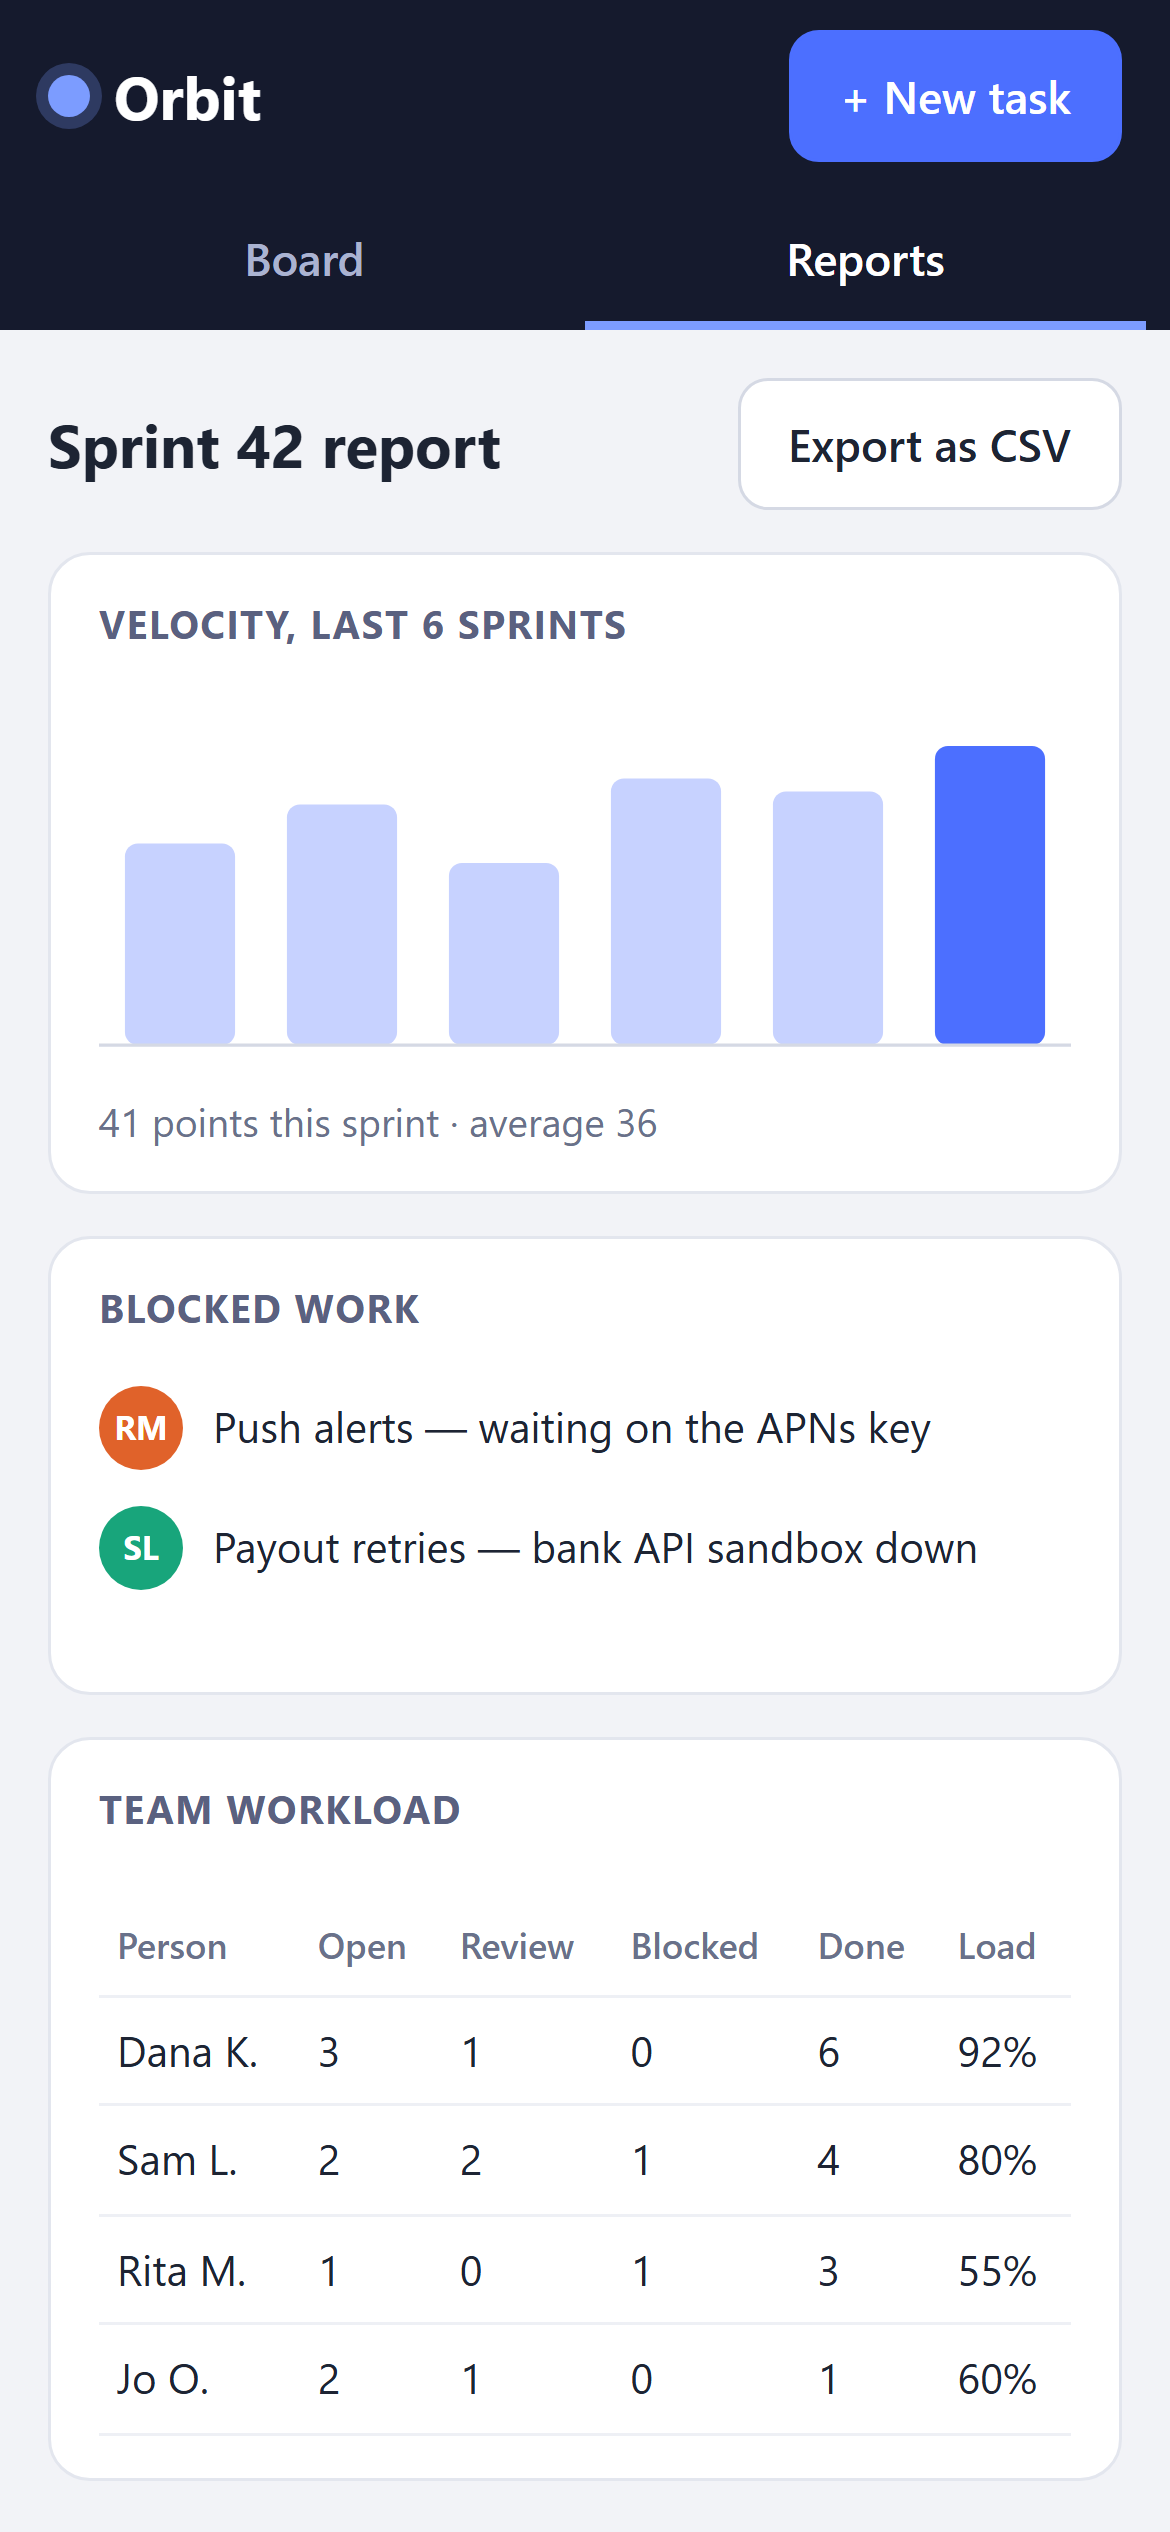 Orbit
+ New task
Board
Reports
Sprint 42 report
Export as CSV
VELOCITY, LAST 6 SPRINTS
41 points this sprint · average 36
BLOCKED WORK
RM Push alerts — waiting on the APNs key
SL Payout retries — bank API sandbox down
TEAM WORKLOAD
Person Open Review Blocked Done Load
Dana K. 3 1 0 6 92%
Sam L. 2 2 1 4 80%
Rita M. 1 0 1 3 55%
Jo O. 2 1 0 1 60%